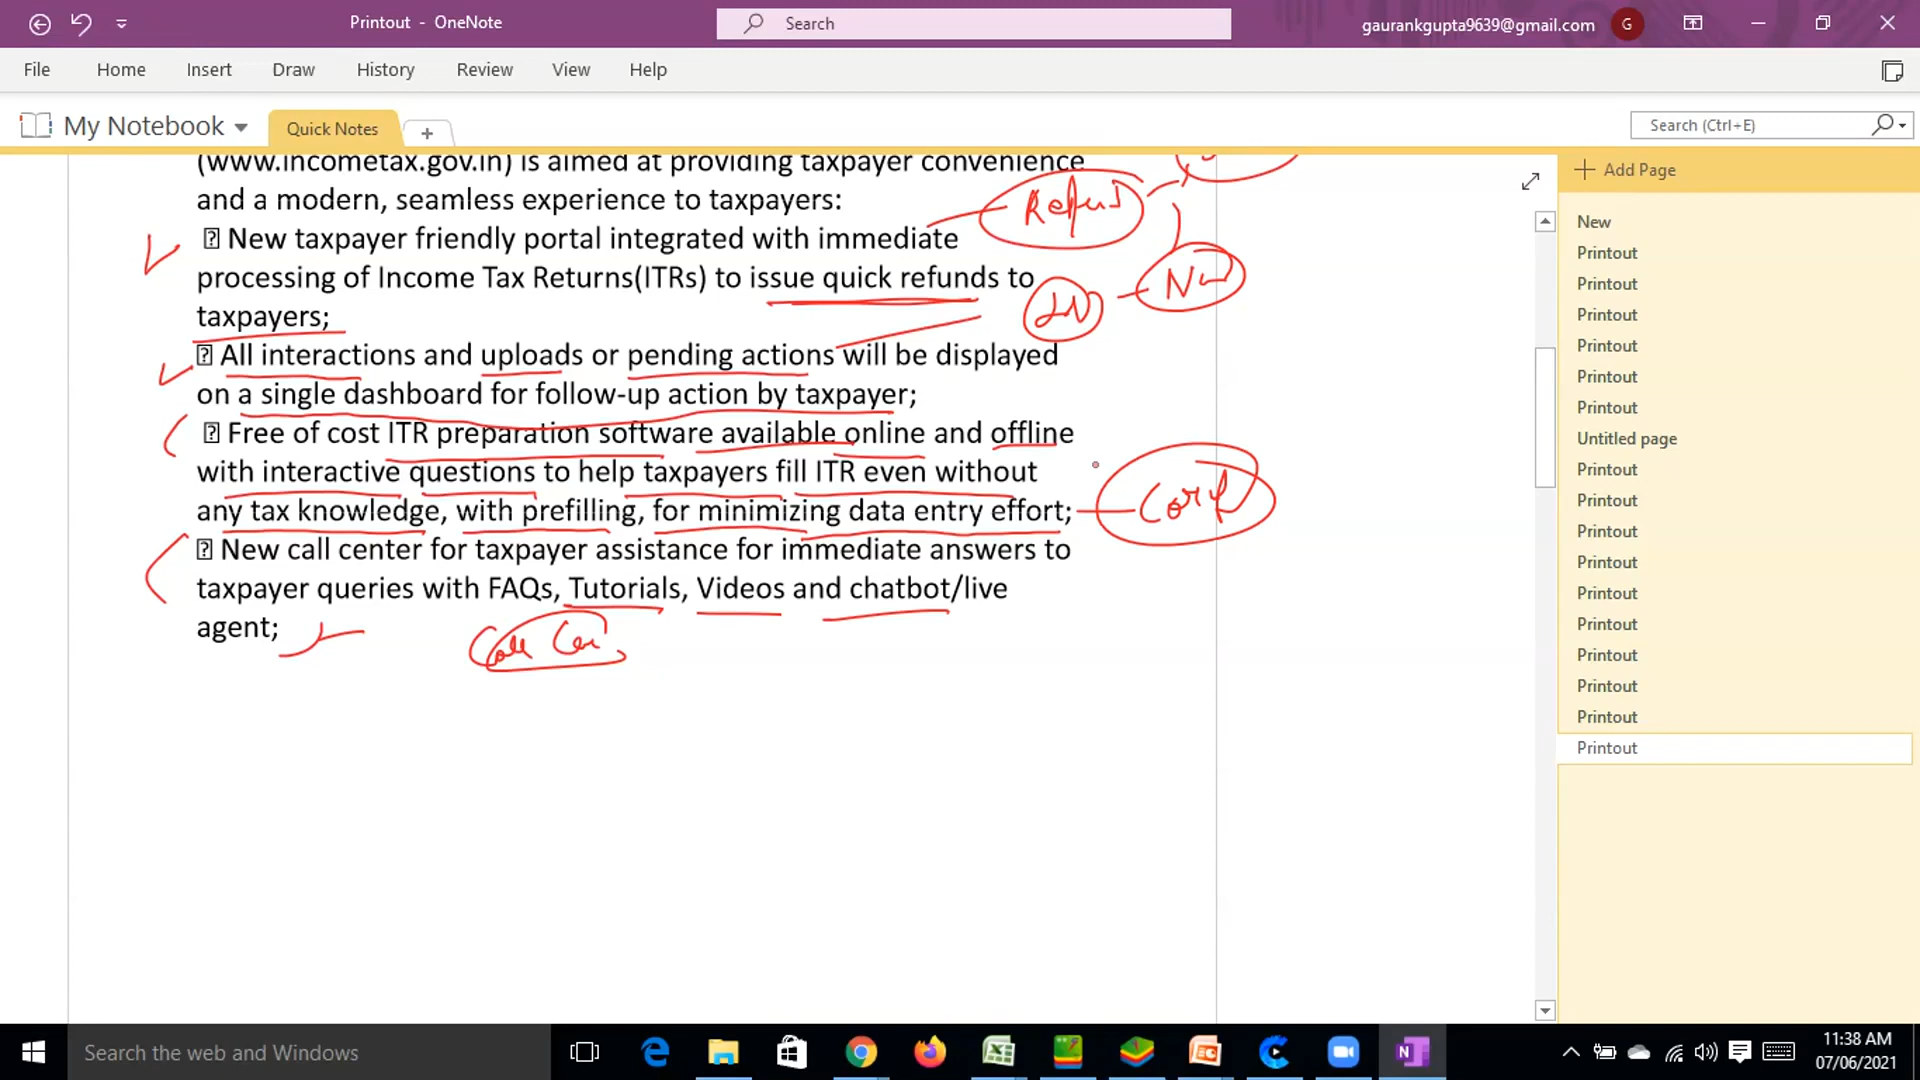 Printout - OneNote
Search
gaurankgupta9639@gmail.com
G
File
Home
Insert
Draw
History
Review
View
Help
My Notebook
Quick Notes
Search (Ctrl+E)
(www.incometax.gov.in) is aimed at providing taxpayer convenience
and a modern, seamless experience to taxpayers:
New taxpayer friendly portal integrated with immediate
processing of Income Tax Returns(ITRs) to issue quick refunds to
taxpayers;
All interactions and uploads or pending actions will be displayed
on a single dashboard for follow-up action by taxpayer;
Free of cost ITR preparation software available online and offline
with interactive questions to help taxpayers fill ITR even without
any tax knowledge, with prefilling, for minimizing data entry effort;
New call center for taxpayer assistance for immediate answers to
taxpayer queries with FAQs, Tutorials, Videos and chatbot/live
agent;
Refund
Add Page
New
Printout
Printout
Printout
Printout
Printout
Printout
Untitled page
Printout
Printout
Printout
Printout
Printout
Printout
Printout
Printout
Printout
Printout
Search the web and Windows
11:38 AM
07/06/2021